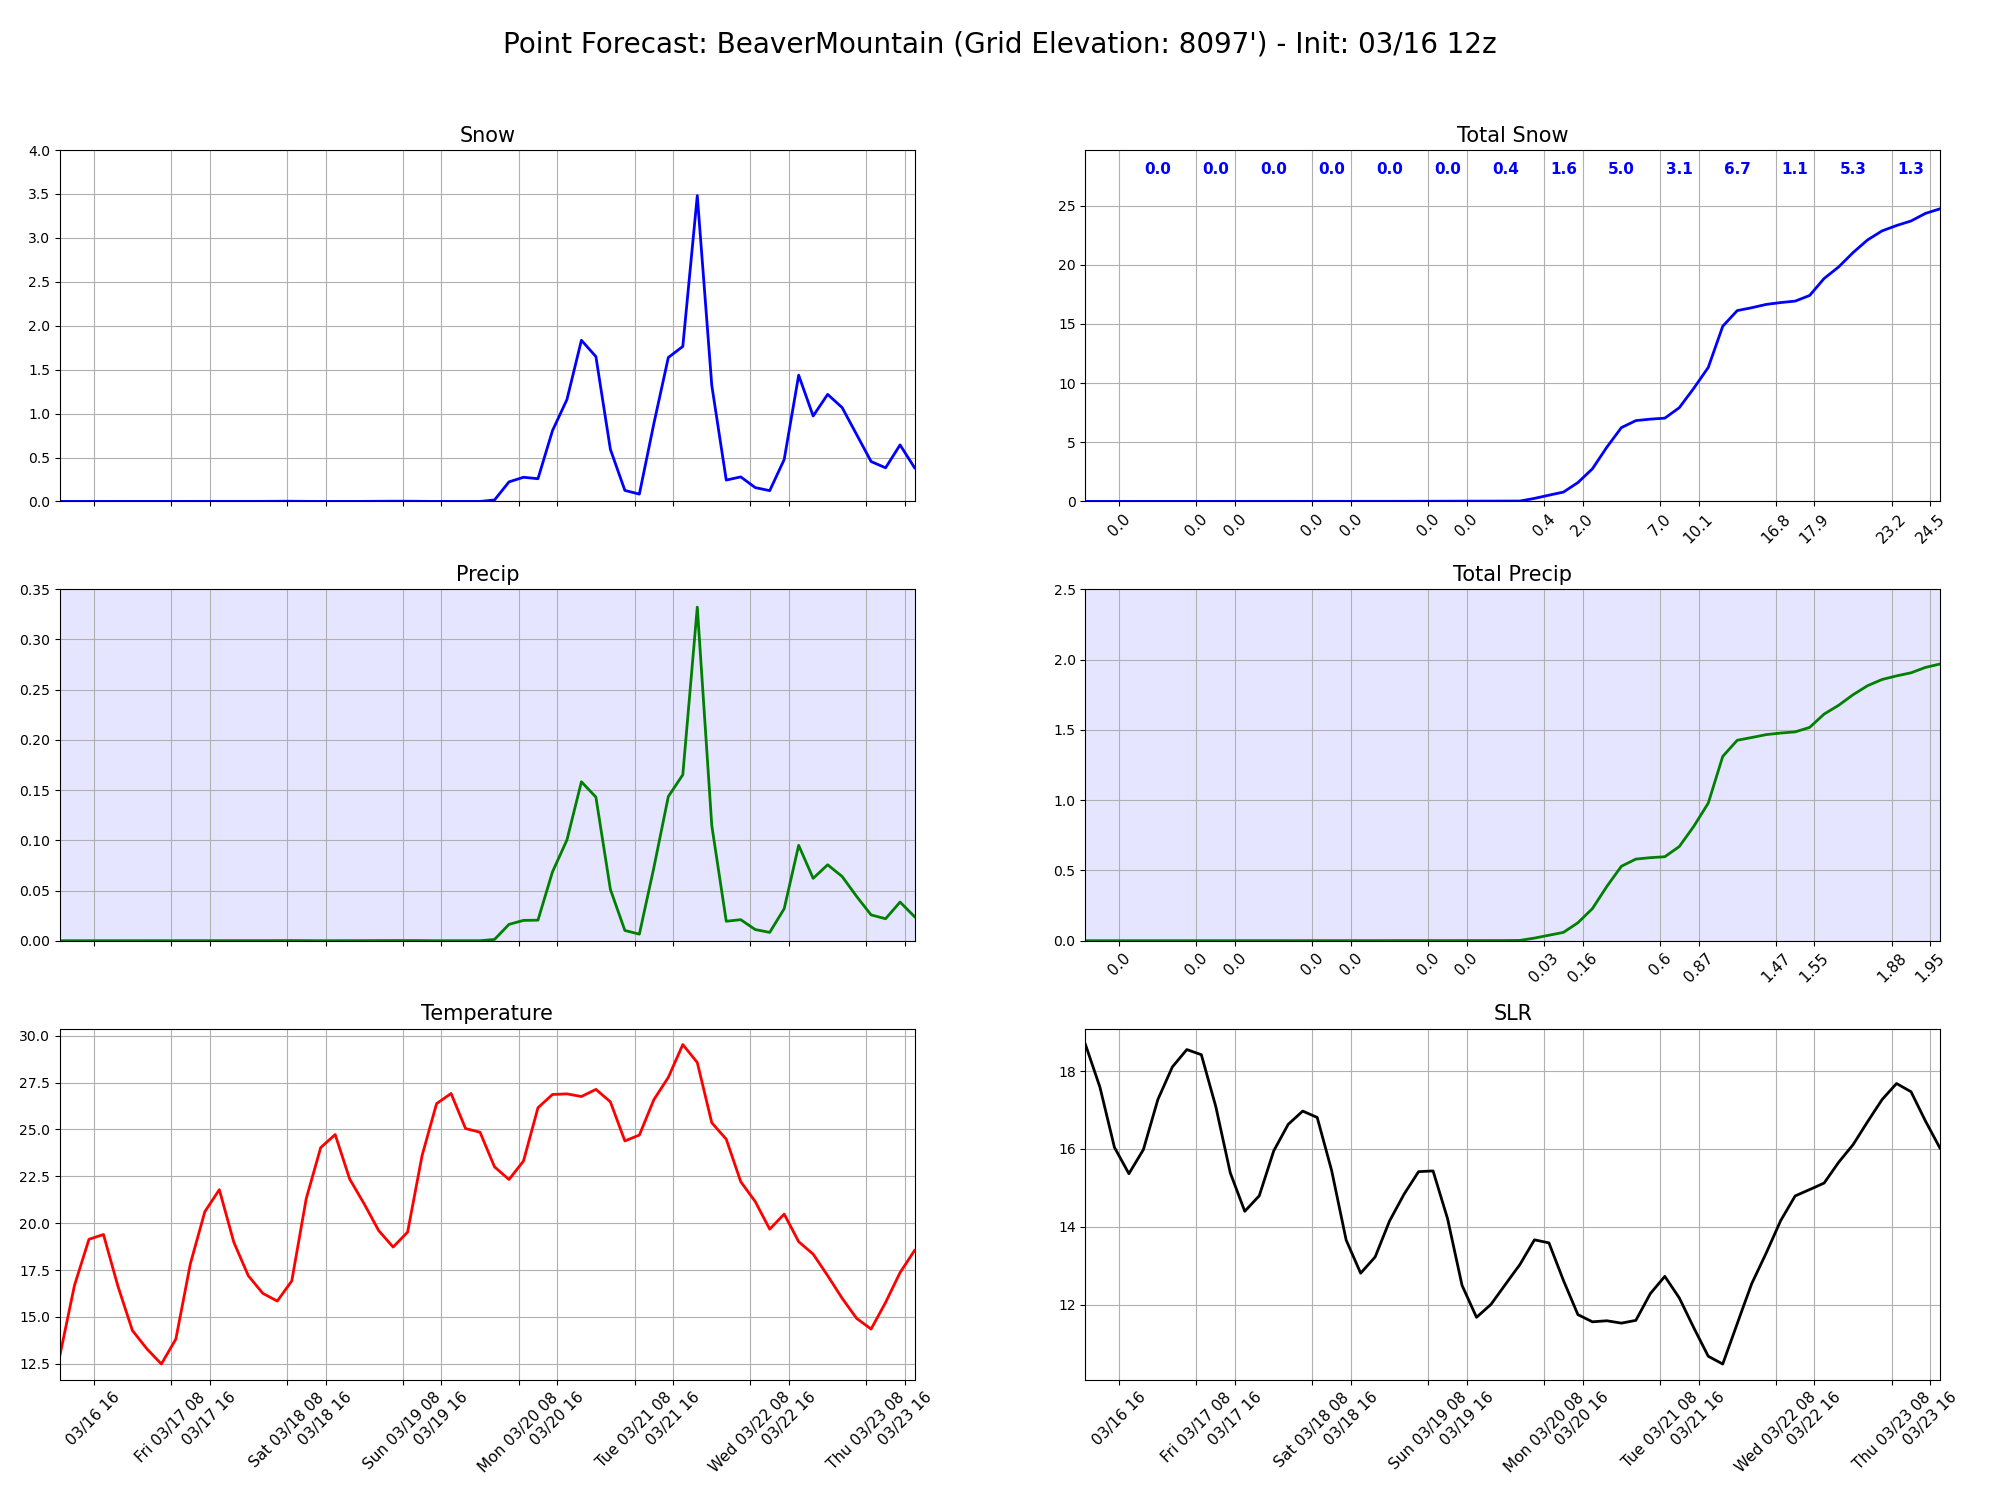 Point Forecast: BeaverMountain (Grid Elevation: 8097') - Init: 03/16 12z
Snow
4.0
3.5
3.0
2.5
2.0
1.5
1.0
0.5
0.0
Total Snow
0.0 0.0 0.0 0.0 0.0 0.0 0.4 1.6 5.0 3.1 6.7 1.1 5.3 1.3
25
20
15
10
5
0
0.0 0.0 0.0 0.0 0.0 0.0 0.0 0.4 2.0 7.0 10.1 16.8 17.9 23.2 24.5
Precip
0.35
0.30
0.25
0.20
0.15
0.10
0.05
0.00
Total Precip
2.5
2.0
1.5
1.0
0.5
0.0
0.0 0.0 0.0 0.0 0.0 0.0 0.0 0.03 0.16 0.6 0.87 1.47 1.55 1.88 1.95
Temperature
30.0
27.5
25.0
22.5
20.0
17.5
15.0
12.5
03/16 16
Fri 03/17 08
03/17 16
Sat 03/18 08
03/18 16
Sun 03/19 08
03/19 16
Mon 03/20 08
03/20 16
Tue 03/21 08
03/21 16
Wed 03/22 08
03/22 16
Thu 03/23 08
03/23 16
SLR
18
16
14
12
03/16 16
Fri 03/17 08
03/17 16
Sat 03/18 08
03/18 16
Sun 03/19 08
03/19 16
Mon 03/20 08
03/20 16
Tue 03/21 08
03/21 16
Wed 03/22 08
03/22 16
Thu 03/23 08
03/23 16